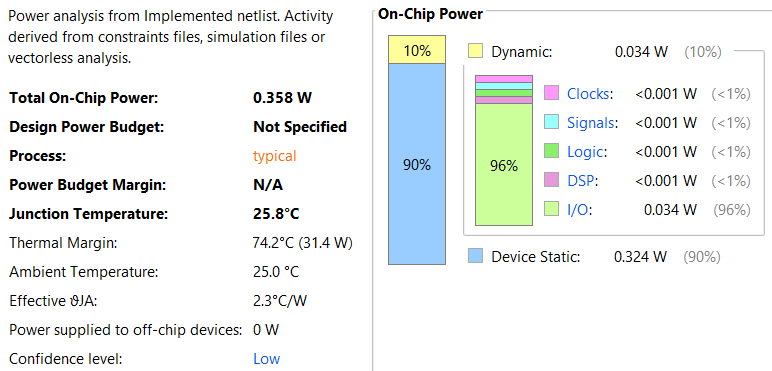 Power analysis from Implemented netlist. Activity
derived from constraints files, simulation files or
vectorless analysis.
Total On-Chip Power: 0.358 W
Design Power Budget: Not Specified
Process: typical
Power Budget Margin: N/A
Junction Temperature: 25.8°C
Thermal Margin: 74.2°C (31.4 W)
Ambient Temperature: 25.0 °C
Effective ϑJA: 2.3°C/W
Power supplied to off-chip devices: 0 W
Confidence level: Low
On-Chip Power
10%
90%
Dynamic: 0.034 W (10%)
96%
Clocks: <0.001 W (<1%)
Signals: <0.001 W (<1%)
Logic: <0.001 W (<1%)
DSP: <0.001 W (<1%)
I/O: 0.034 W (96%)
Device Static: 0.324 W (90%)